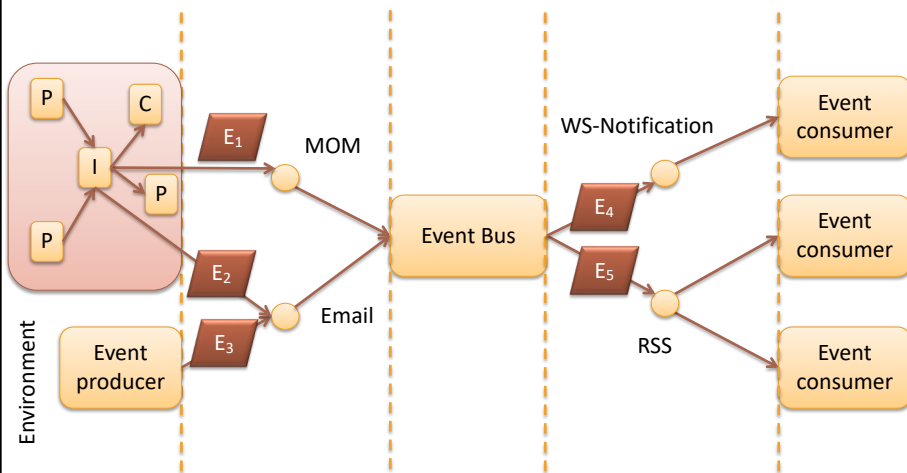 P
C
I
P
P
E₁
MOM
E₂
E₃
Email
Event
producer
Environment
Event Bus
WS-Notification
E₄
E₅
RSS
Event
consumer
Event
consumer
Event
consumer